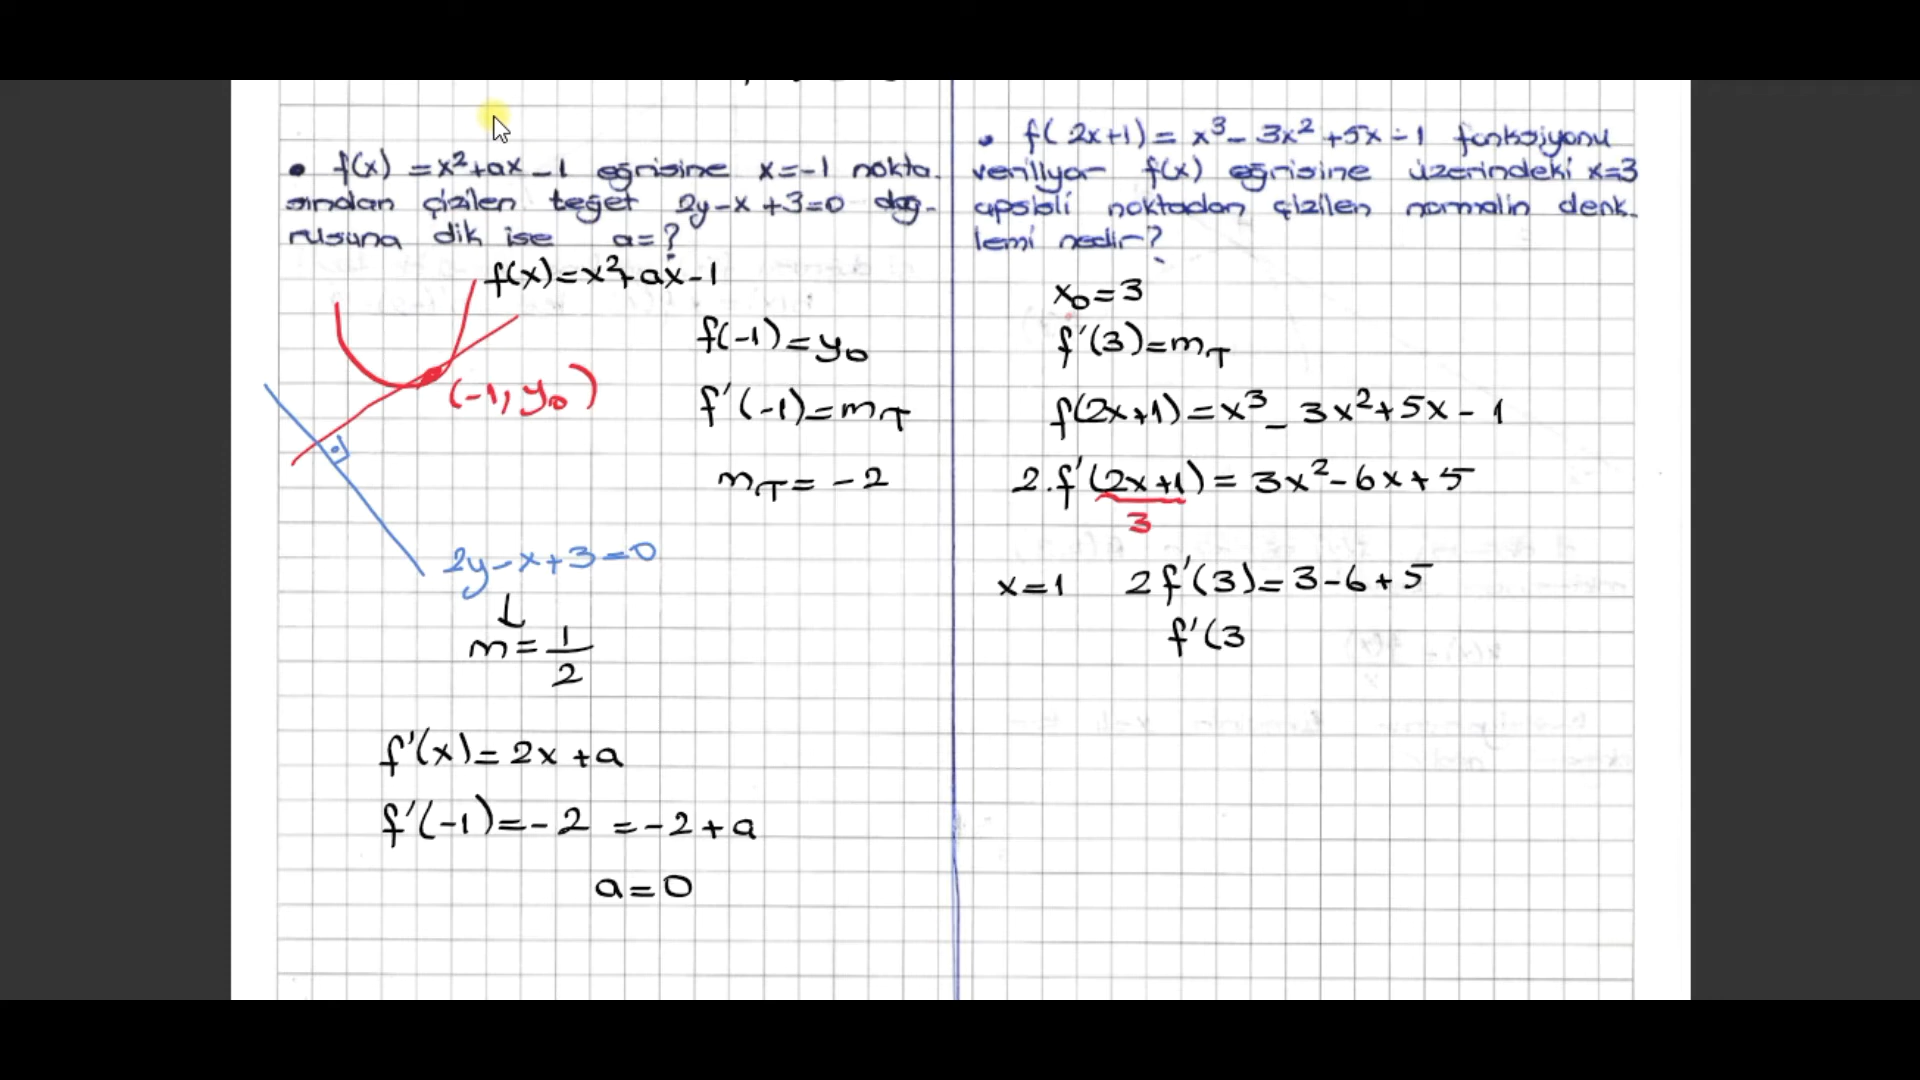 • f(x) = x² + ax - 1 eğrisine x = -1 nokta.
sından çizilen teğet 2y - x + 3 = 0 doğ-
rusuna dik ise a = ?
f(x) = x² + ax - 1
f(-1) = y₀
(-1, y₀)
f'(-1) = m_T
m_T = -2
2y - x + 3 = 0
↓
m = 1/2
f'(x) = 2x + a
f'(-1) = -2 = -2 + a
a = 0
• f(2x+1) = x³ - 3x² + 5x - 1 fonksiyonu
veriliyor f(x) eğrisine üzerindeki x = 3
apsisli noktadan çizilen normalin denk.
lemi nedir?
x₀ = 3
f'(3) = m_T
f(2x+1) = x³ - 3x² + 5x - 1
2.f'(2x+1) = 3x² - 6x + 5
3
x = 1 2f'(3) = 3 - 6 + 5
f'(3